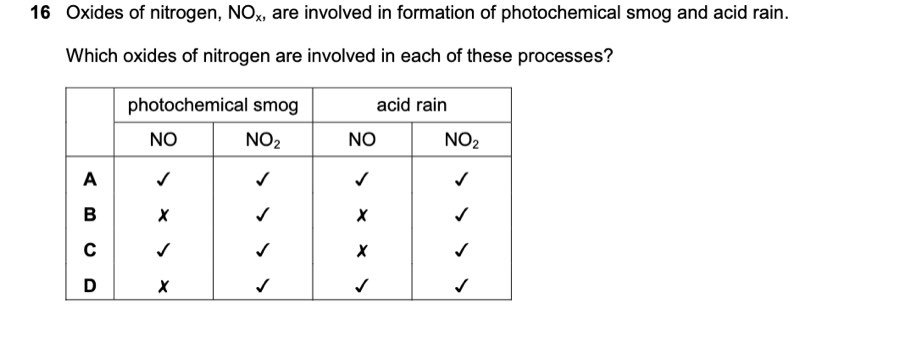 16 Oxides of nitrogen, NOₓ, are involved in formation of photochemical smog and acid rain.
Which oxides of nitrogen are involved in each of these processes?
photochemical smog acid rain
NO NO₂ NO NO₂
A ✓ ✓ ✓ ✓
B ✗ ✓ ✗ ✓
C ✓ ✓ ✗ ✓
D ✗ ✓ ✓ ✓